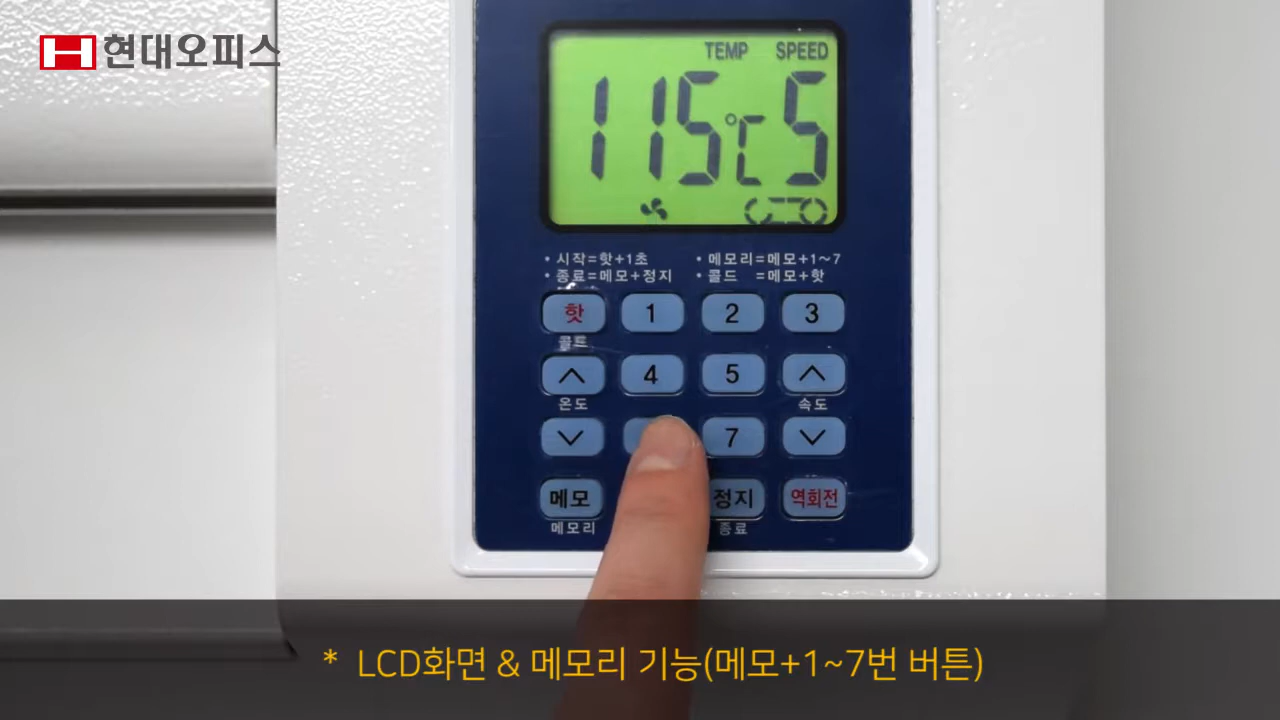 현대오피스
TEMP SPEED
115℃ 5
• 시작=핫+1초 • 메모리=메모+1~7
• 종료=메모+정지 • 콜드 =메모+핫
핫 1 2 3
콜드
4 5
온도 속도
7
메모 정지 역회전
메모리 종료
* LCD화면 & 메모리 기능(메모+1~7번 버튼)